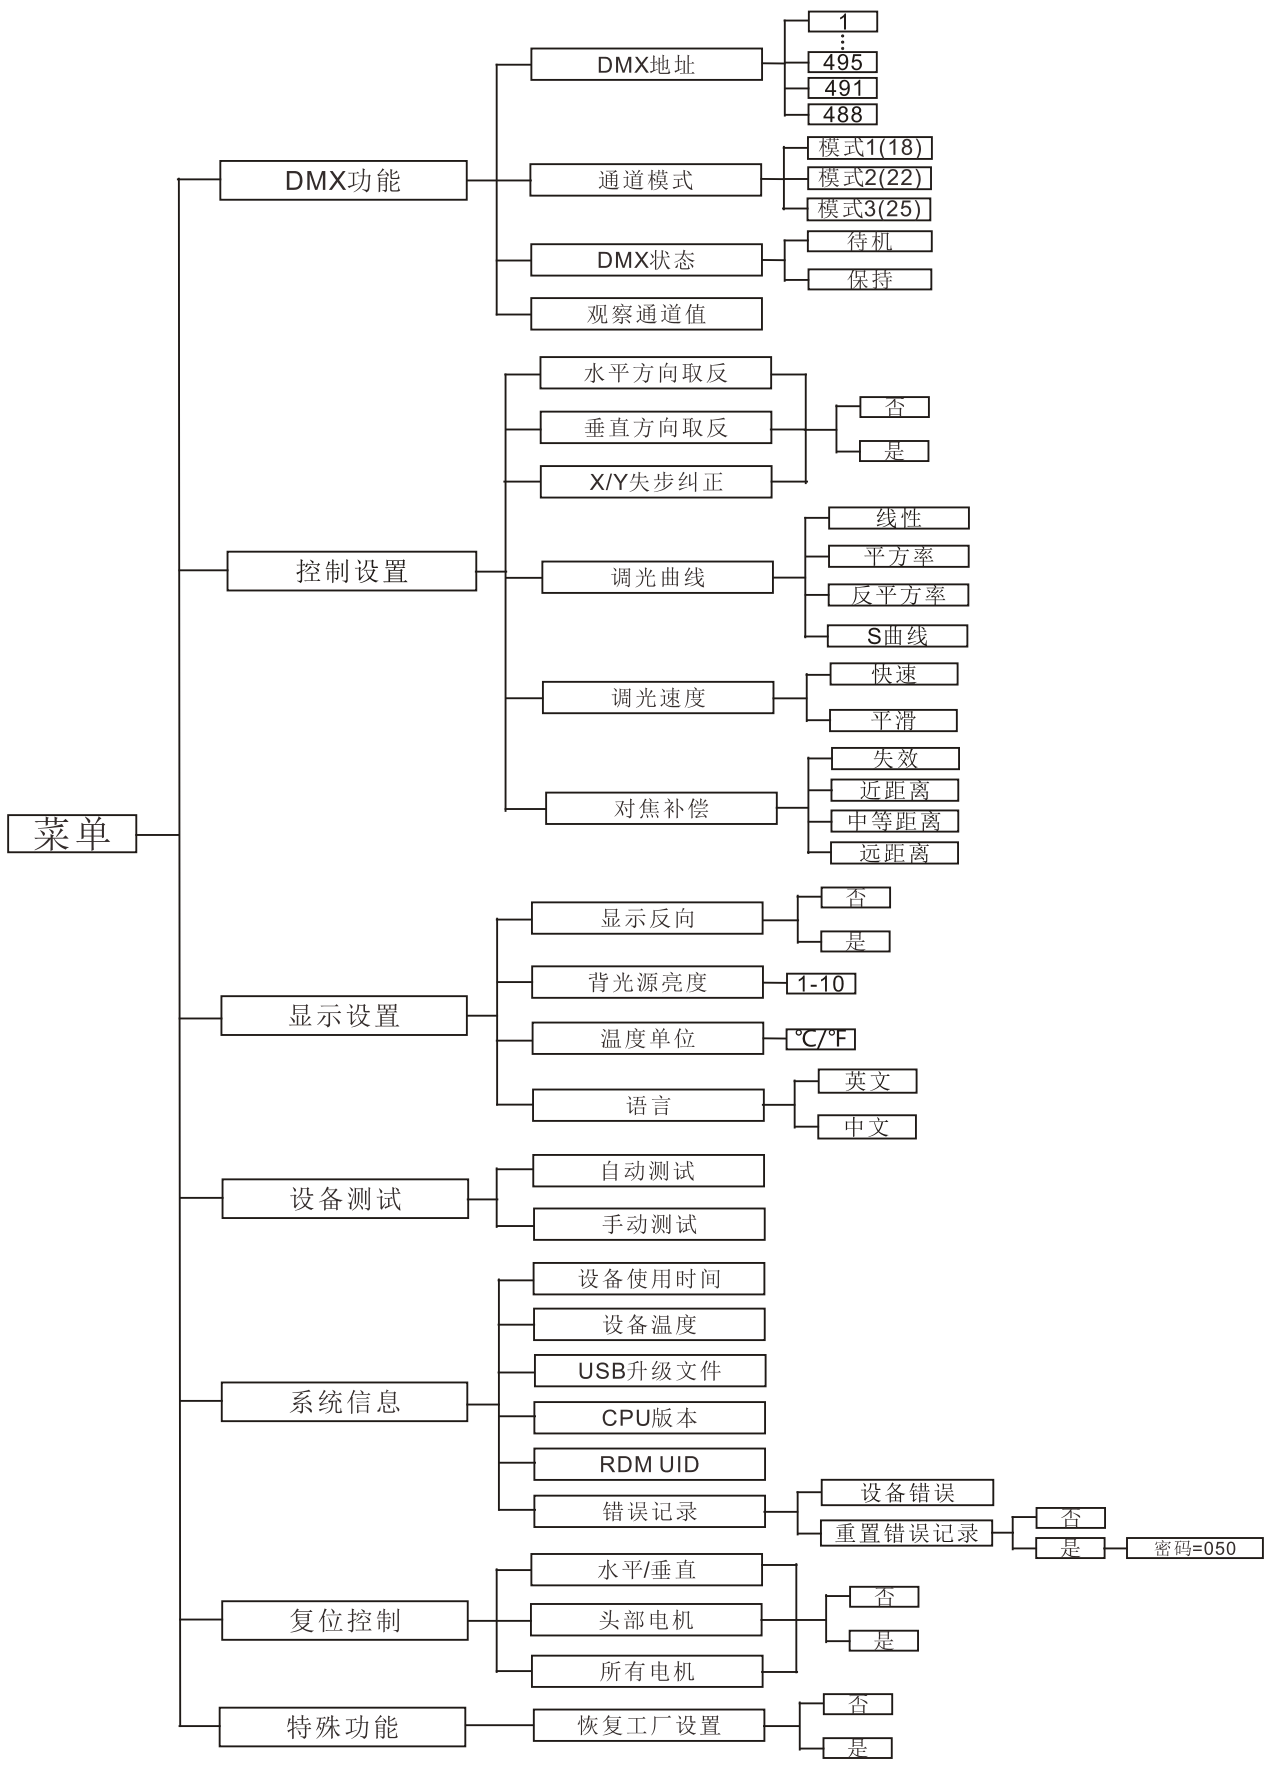 菜单
DMX功能
DMX地址
1
⋮
495
491
488
通道模式
模式1(18)
模式2(22)
模式3(25)
DMX状态
待机
保持
观察通道值
控制设置
水平方向取反
垂直方向取反
X/Y失步纠正
否
是
调光曲线
线性
平方率
反平方率
S曲线
调光速度
快速
平滑
对焦补偿
失效
近距离
中等距离
远距离
显示设置
显示反向
否
是
背光源亮度
1-10
温度单位
℃/℉
语言
英文
中文
设备测试
自动测试
手动测试
系统信息
设备使用时间
设备温度
USB升级文件
CPU版本
RDM UID
错误记录
设备错误
重置错误记录
否
是
密码=050
复位控制
水平/垂直
头部电机
所有电机
否
是
特殊功能
恢复工厂设置
否
是